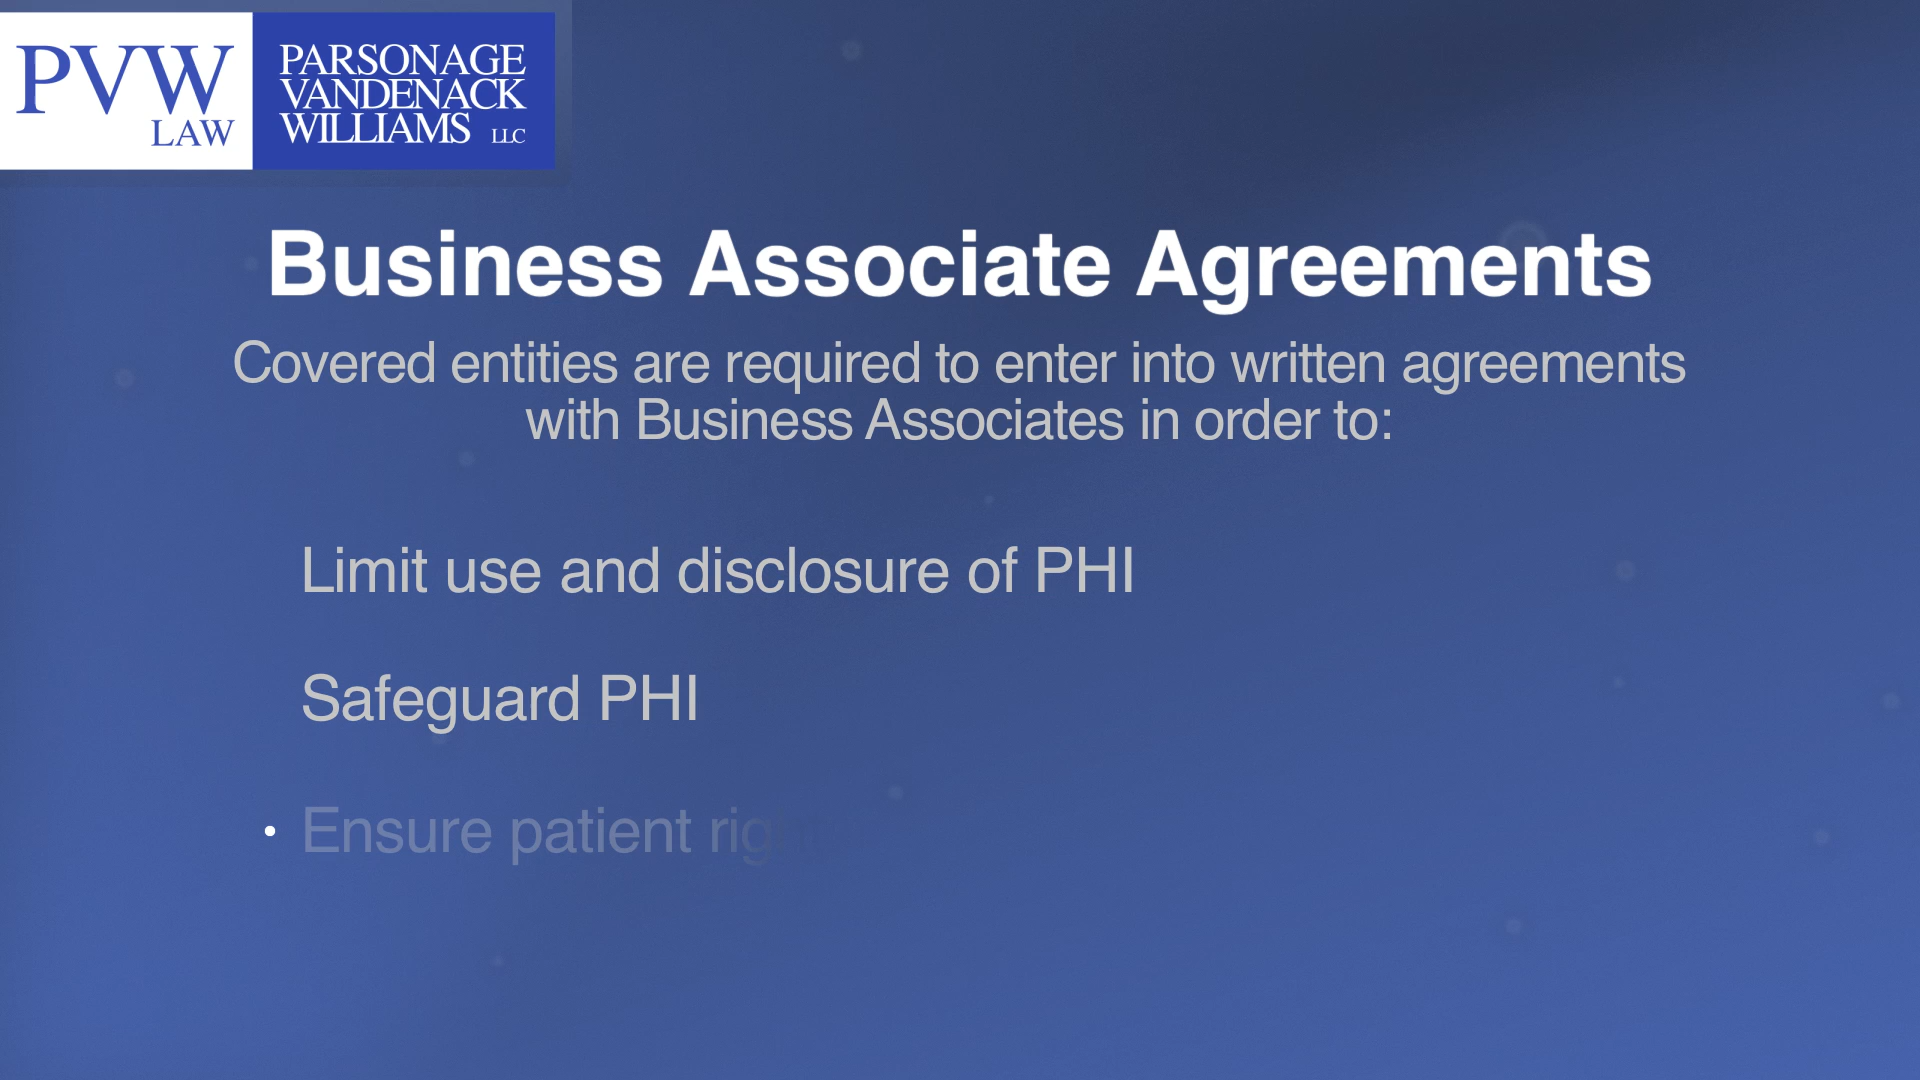 PVW
LAW
PARSONAGE
VANDENACK
WILLIAMS LLC
Business Associate Agreements
Covered entities are required to enter into written agreements
with Business Associates in order to:
Limit use and disclosure of PHI
Safeguard PHI
• Ensure patient